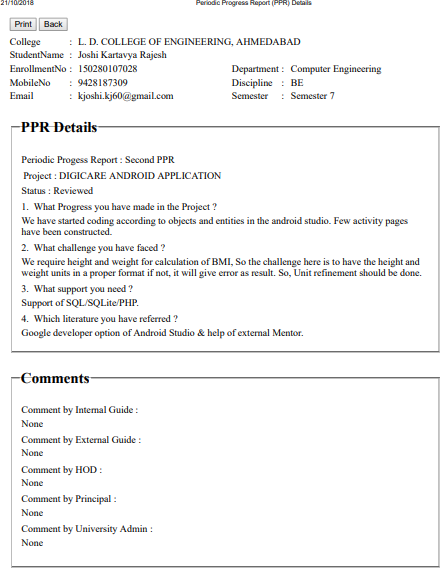 21/10/2018 Periodic Progress Report (PPR) Details
Print Back
College : L. D. COLLEGE OF ENGINEERING, AHMEDABAD
StudentName : Joshi Kartavya Rajesh
EnrollmentNo : 150280107028 Department : Computer Engineering
MobileNo : 9428187309 Discipline : BE
Email : kjoshi.kj60@gmail.com Semester : Semester 7
PPR Details
Periodic Progess Report : Second PPR
Project : DIGICARE ANDROID APPLICATION
Status : Reviewed
1. What Progress you have made in the Project ?
We have started coding according to objects and entities in the android studio. Few activity pages
have been constructed.
2. What challenge you have faced ?
We require height and weight for calculation of BMI, So the challenge here is to have the height and
weight units in a proper format if not, it will give error as result. So, Unit refinement should be done.
3. What support you need ?
Support of SQL/SQLite/PHP.
4. Which literature you have referred ?
Google developer option of Android Studio & help of external Mentor.
Comments
Comment by Internal Guide :
None
Comment by External Guide :
None
Comment by HOD :
None
Comment by Principal :
None
Comment by University Admin :
None